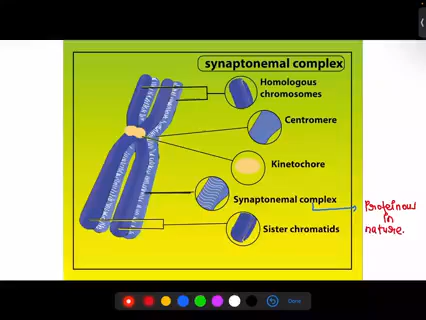 synaptonemal complex
Homologous
chromosomes
Centromere
Kinetochore
Synaptonemal complex
Sister chromatids
Proteinous
in
nature.
Done